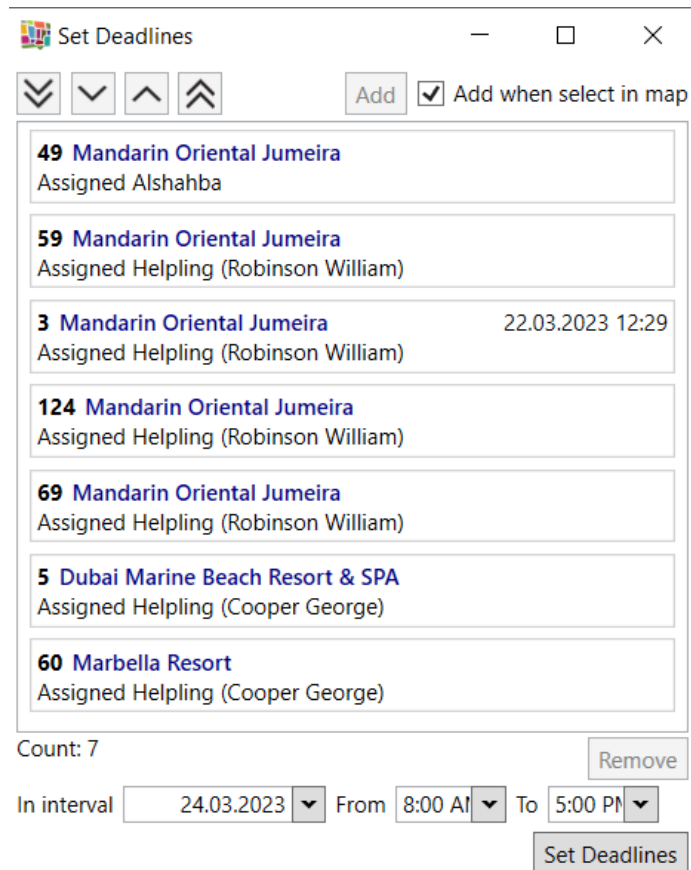 Set Deadlines
Add Add when select in map
49 Mandarin Oriental Jumeira
Assigned Alshahba
59 Mandarin Oriental Jumeira
Assigned Helpling (Robinson William)
3 Mandarin Oriental Jumeira 22.03.2023 12:29
Assigned Helpling (Robinson William)
124 Mandarin Oriental Jumeira
Assigned Helpling (Robinson William)
69 Mandarin Oriental Jumeira
Assigned Helpling (Robinson William)
5 Dubai Marine Beach Resort & SPA
Assigned Helpling (Cooper George)
60 Marbella Resort
Assigned Helpling (Cooper George)
Count: 7
Remove
In interval 24.03.2023 From 8:00 A To 5:00 P
Set Deadlines